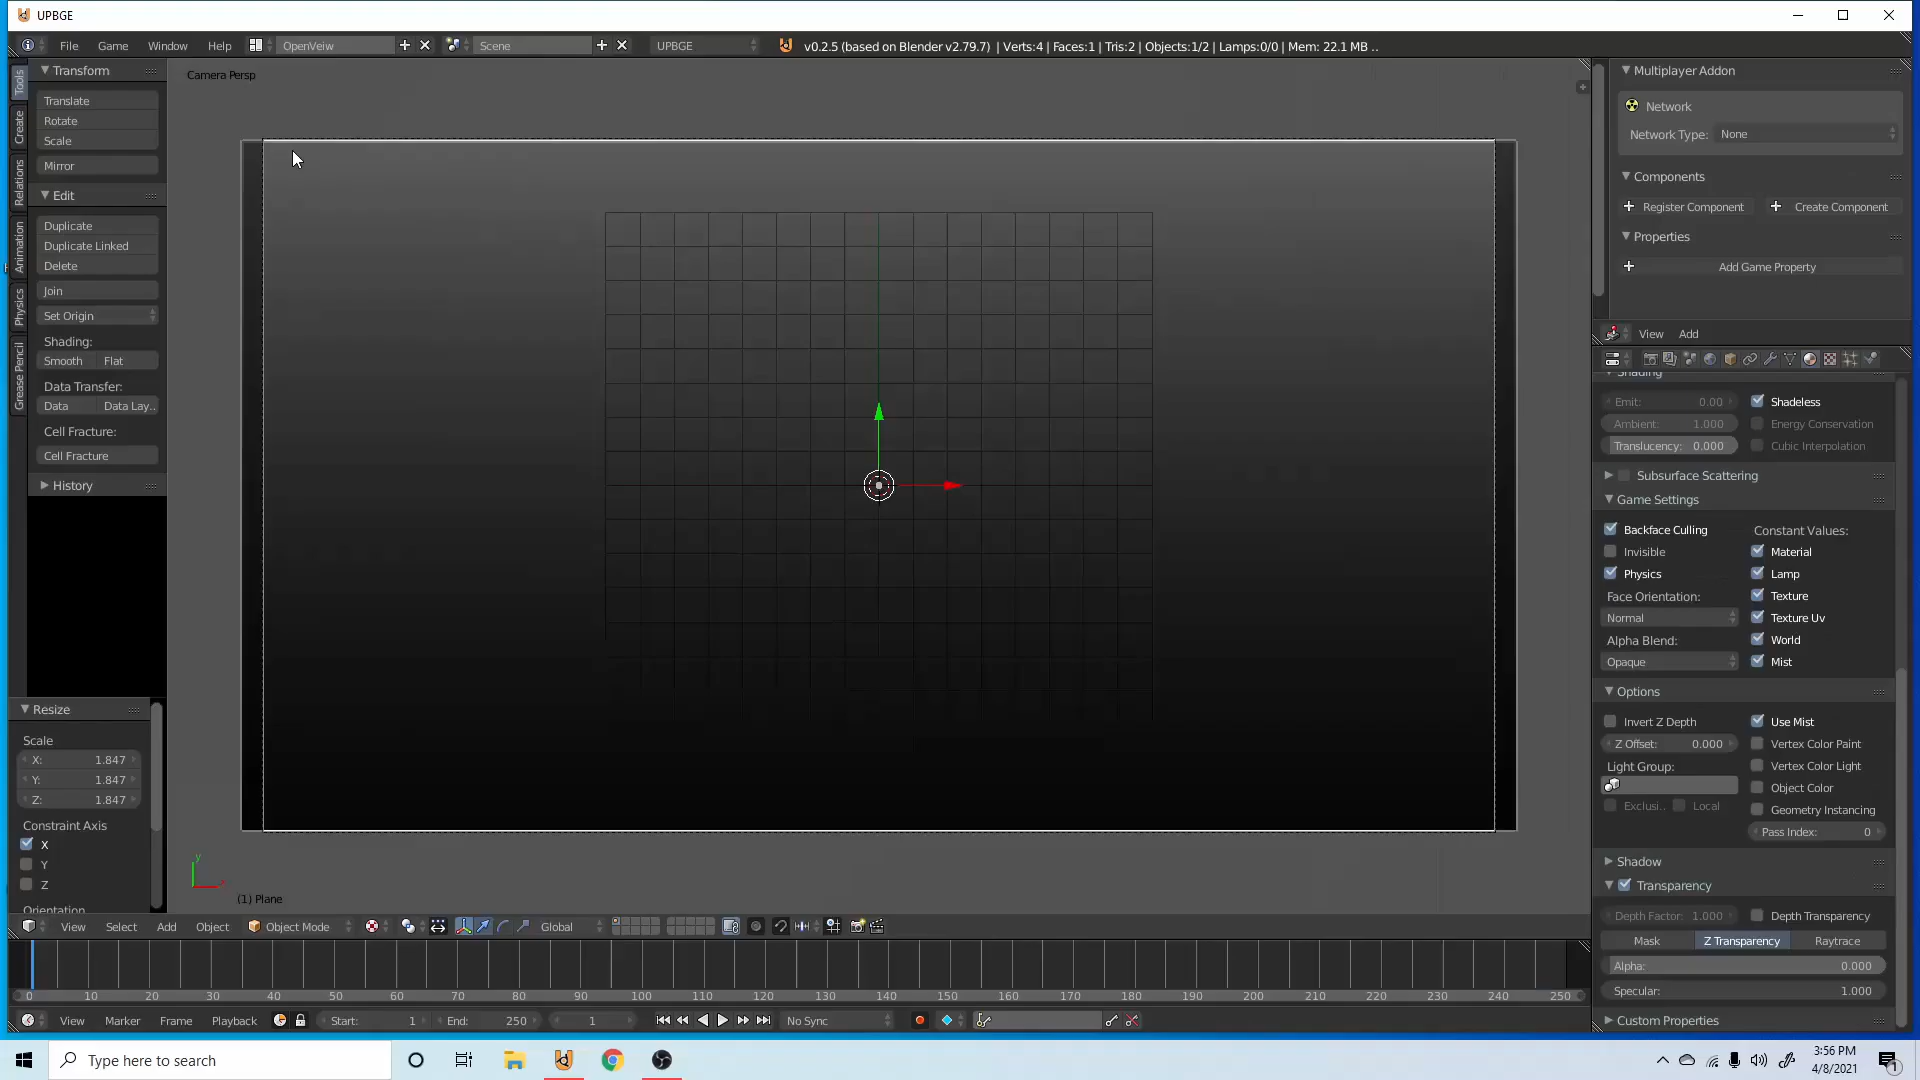 UPBGE
File Game Window Help OpenVeiw Scene UPBGE v0.2.5 (based on Blender v2.79.7) | Verts:4 | Faces:1 | Tris:2 | Objects:1/2 | Lamps:0/0 | Mem: 22.1 MB ..
Tools
Create
Relations
Animation
Physics
Grease Pencil
Transform
Translate
Rotate
Scale
Mirror
Edit
Duplicate
Duplicate Linked
Delete
Join
Set Origin
Shading:
Smooth Flat
Data Transfer:
Data Data Lay..
Cell Fracture:
Cell Fracture
History
Resize
Scale
X: 1.847
Y: 1.847
Z: 1.847
Constraint Axis
X
Y
Z
Orientation
Camera Persp
y
(1) Plane
View Select Add Object Object Mode Global
Multiplayer Addon
Network
Network Type: None
Components
Register Component Create Component
Properties
Add Game Property
View Add
Shading
Emit: 0.00 Shadeless
Ambient: 1.000 Energy Conservation
Translucency: 0.000 Cubic Interpolation
Subsurface Scattering
Game Settings
Backface Culling Constant Values:
Invisible Material
Physics Lamp
Face Orientation: Texture
Normal Texture Uv
Alpha Blend: World
Opaque Mist
Options
Invert Z Depth Use Mist
Z Offset: 0.000 Vertex Color Paint
Light Group: Vertex Color Light
Object Color
Exclusi.. Local Geometry Instancing
Pass Index: 0
Shadow
Transparency
Depth Factor: 1.000 Depth Transparency
Mask Z Transparency Raytrace
Alpha: 0.000
Specular: 1.000
Custom Properties
0 10 20 30 40 50 60 70 80 90 100 110 120 130 140 150 160 170 180 190 200 210 220 230 240 250
View Marker Frame Playback Start: 1 End: 250 1 No Sync
Type here to search
3:56 PM
4/8/2021
1